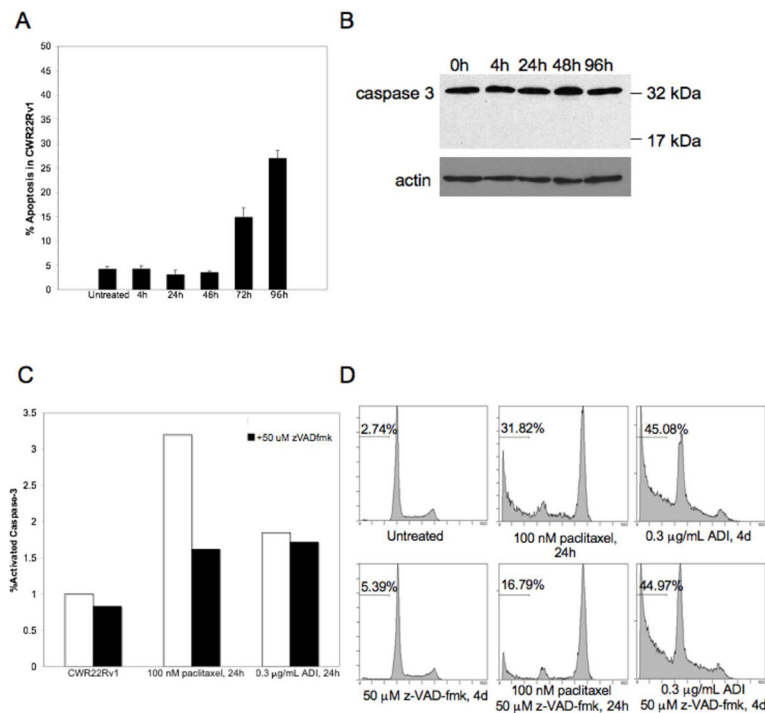 A
% Apoptosis in CWR22Rv1
50
45
40
35
30
25
20
15
10
5
0
Untreated 4h 24h 48h 72h 96h
B
0h 4h 24h 48h 96h
caspase 3
32 kDa
17 kDa
actin
C
%Activated Caspase-3
3.5
3
2.5
2
1.5
1
0.5
0
+50 uM zVADfmk
CWR22Rv1 100 nM paclitaxel, 24h 0.3 µg/mL ADI, 24h
D
2.74%
Untreated
31.82%
100 nM paclitaxel,
24h
45.08%
0.3 µg/mL ADI, 4d
5.39%
50 µM z-VAD-fmk, 4d
16.79%
100 nM paclitaxel
50 µM z-VAD-fmk, 24h
44.97%
0.3 µg/mL ADI
50 µM z-VAD-fmk, 4d